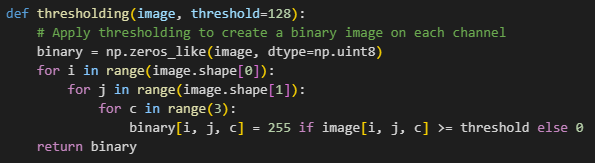 def thresholding(image, threshold=128):
    # Apply thresholding to create a binary image on each channel
    binary = np.zeros_like(image, dtype=np.uint8)
    for i in range(image.shape[0]):
        for j in range(image.shape[1]):
            for c in range(3):
                binary[i, j, c] = 255 if image[i, j, c] >= threshold else 0
    return binary